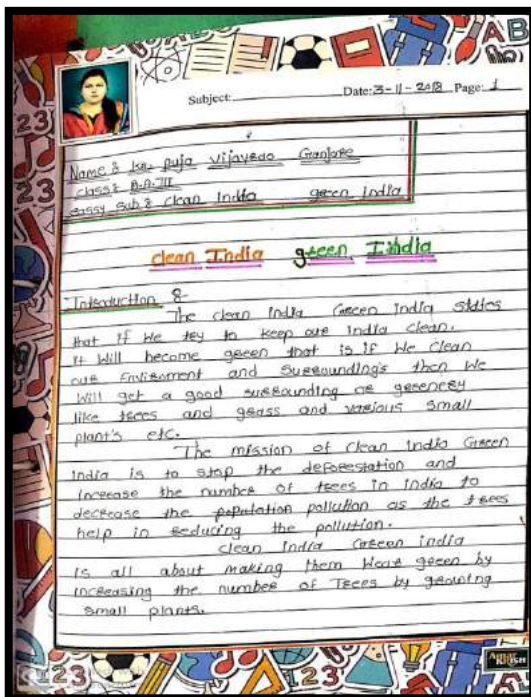 Subject: Date: 3-11-2018 Page: 1
Name : Ku. Puja Vijayrao Ganjare
Class : B.A. III
Eassy Sub : clean India green India
clean India green India
Introduction :-
The clean India Green India states
that if we try to keep our India clean.
it will become green that is if we clean
our Enviroment and Surrounding's then we
will get a good surrounding or greenery
like trees and grass and various small
plant's etc.
The mission of Clean India Green
India is to stop the deforestation and
increase the number of trees in India to
decrease the population pollution as the trees
help in reducing the pollution.
clean India Green india
is all about making them wear green by
increasing the number of Trees by growing
small plants.